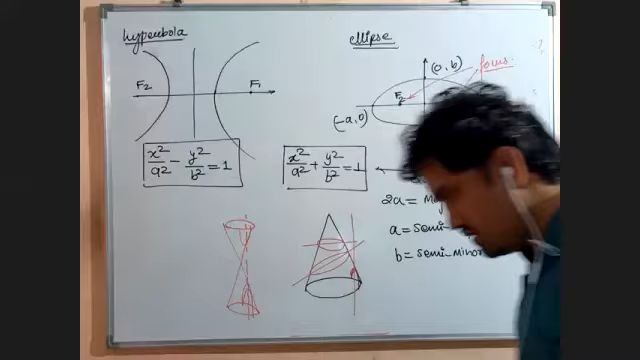 hyperbola
F2
F1
x²/a² - y²/b² = 1
ellipse
(0, b)
focus
F2
(-a, 0)
x²/a² + y²/b² = 1
2a =
a = semi-
b = semi-minor